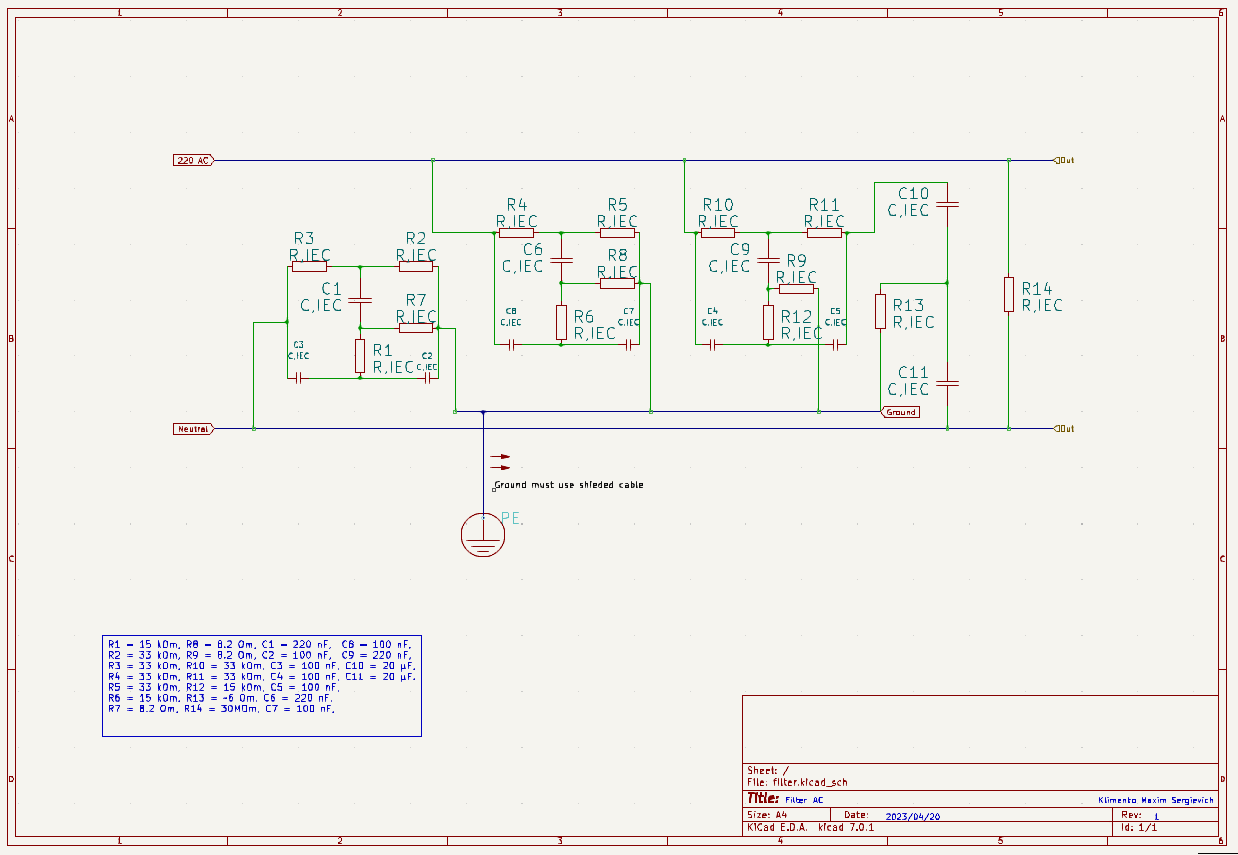 1 2 3 4 5 6
A A
220 AC
Out
C10
C,IEC
R4 R5 R10 R11
R,IEC R,IEC R,IEC R,IEC
R3 R2
R,IEC R,IEC
C6
C,IEC
R8
R,IEC
C9
C,IEC
R9
R,IEC
C1
C,IEC
R7
R,IEC
R14
R,IEC
R13
R,IEC
C8
C,IEC
R6
R,IEC
C7
C,IEC
C4
C,IEC
R12
R,IEC
C5
C,IEC
B B
C3
C,IEC
R1
R,IEC
C2
C,IEC
C11
C,IEC
Ground
Neutral
Out
Ground must use shieded cable
PE
C C
R1 = 15 kOm, R8 = 8.2 Om, C1 = 220 nF, C8 = 100 nF,
R2 = 33 kOm, R9 = 8.2 Om, C2 = 100 nF, C9 = 220 nF,
R3 = 33 kOm, R10 = 33 kOm, C3 = 100 nF, C10 = 20 µF,
R4 = 33 kOm, R11 = 33 kOm, C4 = 100 nF, C11 = 20 µF.
R5 = 33 kOm, R12 = 15 kOm, C5 = 100 nF,
R6 = 15 kOm, R13 = ~6 Om, C6 = 220 nF,
R7 = 8.2 Om, R14 = 30MOm, C7 = 100 nF,
D D
Sheet: /
File: filter.kicad_sch
Title: Filter AC Klimento Maxim Sergievich
Size: A4 Date: 2023/04/20 Rev: 1
KiCad E.D.A. kicad 7.0.1 Id: 1/1
1 2 3 4 5 6